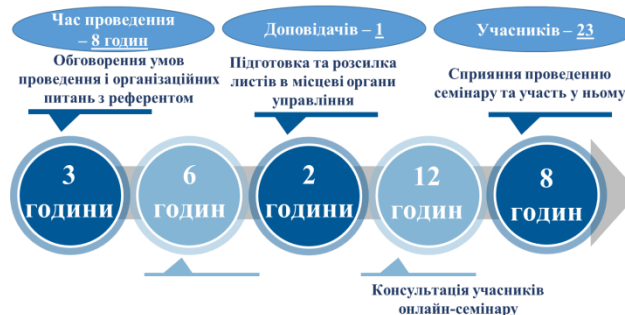 Час проведення
– 8 годин
Доповідачів – 1
Учасників – 23
Обговорення умов
проведення і організаційних
питань з референтом
Підготовка та розсилка
листів в місцеві органи
управління
Сприяння проведенню
семінару та участь у ньому
3
години
6
годин
2
години
12
годин
8
годин
Консультація учасників
онлайн-семінару